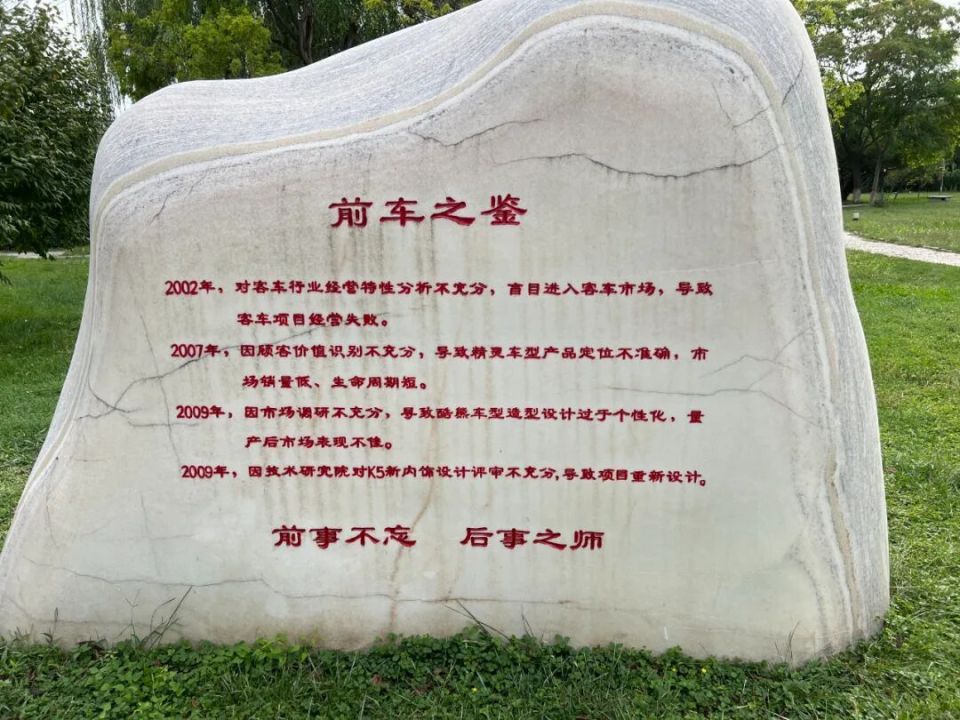 前车之鉴
2002年，对客车行业经营特性分析不充分，盲目进入客车市场，导致
客车项目经营失败。
2007年，因顾客价值识别不充分，导致精灵车型产品定位不准确，市
场销量低、生命周期短。
2009年，因市场调研不充分，导致酷熊车型造型设计过于个性化，量
产后市场表现不佳。
2009年，因技术研究院对K5新内饰设计评审不充分，导致项目重新设计。
前事不忘 后事之师